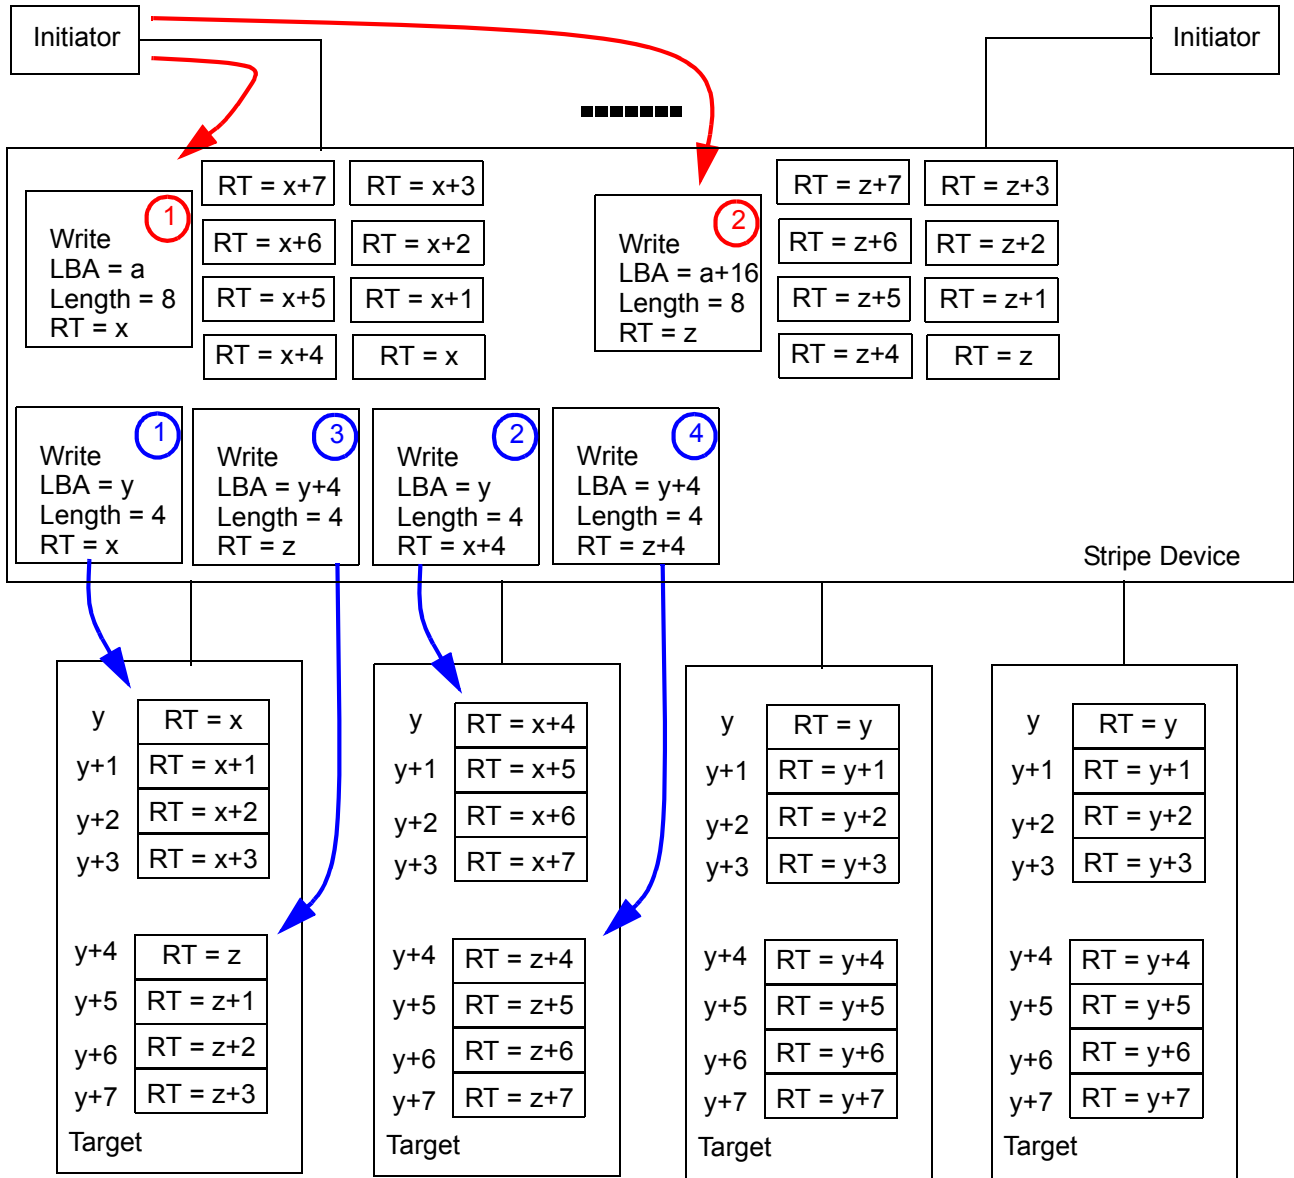 Initiator
Initiator
1
Write
LBA = a
Length = 8
RT = x
RT = x+7
RT = x+3
RT = x+6
RT = x+2
RT = x+5
RT = x+1
RT = x+4
RT = x
2
Write
LBA = a+16
Length = 8
RT = z
RT = z+7
RT = z+3
RT = z+6
RT = z+2
RT = z+5
RT = z+1
RT = z+4
RT = z
1
Write
LBA = y
Length = 4
RT = x
3
Write
LBA = y+4
Length = 4
RT = z
2
Write
LBA = y
Length = 4
RT = x+4
4
Write
LBA = y+4
Length = 4
RT = z+4
Stripe Device
y RT = x
y+1 RT = x+1
y+2 RT = x+2
y+3 RT = x+3
y+4 RT = z
y+5 RT = z+1
y+6 RT = z+2
y+7 RT = z+3
Target
y RT = x+4
y+1 RT = x+5
y+2 RT = x+6
y+3 RT = x+7
y+4 RT = z+4
y+5 RT = z+5
y+6 RT = z+6
y+7 RT = z+7
Target
y RT = y
y+1 RT = y+1
y+2 RT = y+2
y+3 RT = y+3
y+4 RT = y+4
y+5 RT = y+5
y+6 RT = y+6
y+7 RT = y+7
Target
y RT = y
y+1 RT = y+1
y+2 RT = y+2
y+3 RT = y+3
y+4 RT = y+4
y+5 RT = y+5
y+6 RT = y+6
y+7 RT = y+7
Target